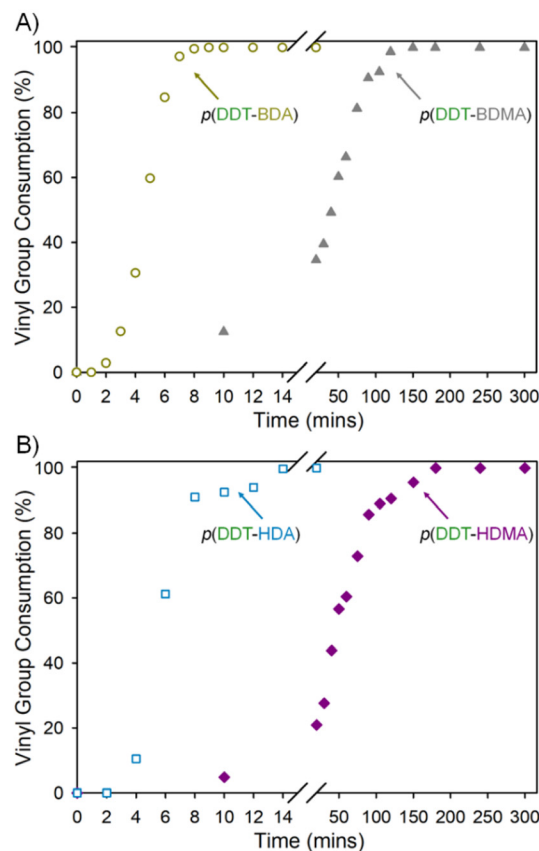 A)
Vinyl Group Consumption (%)
100
80
60
40
20
0
p(DDT-BDA)
p(DDT-BDMA)
0 2 4 6 8 10 12 14 50 100 150 200 250 300
Time (mins)
B)
Vinyl Group Consumption (%)
100
80
60
40
20
0
p(DDT-HDA)
p(DDT-HDMA)
0 2 4 6 8 10 12 14 50 100 150 200 250 300
Time (mins)